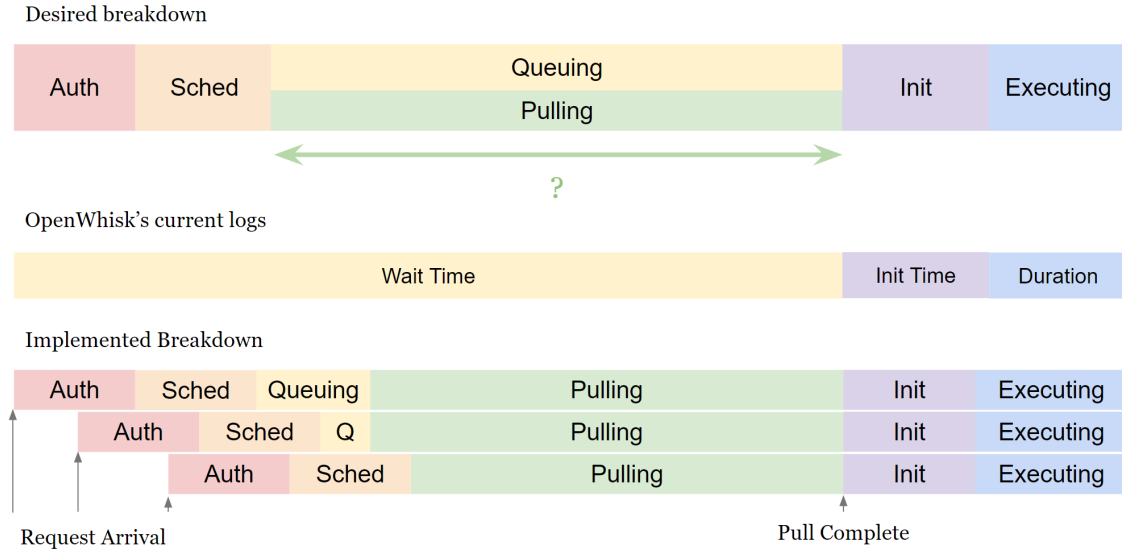 Desired breakdown
Auth Sched Queuing Init Executing
Pulling
?
OpenWhisk's current logs
Wait Time Init Time Duration
Implemented Breakdown
Auth Sched Queuing Pulling Init Executing
Auth Sched Q Pulling Init Executing
Auth Sched Pulling Init Executing
Request Arrival Pull Complete